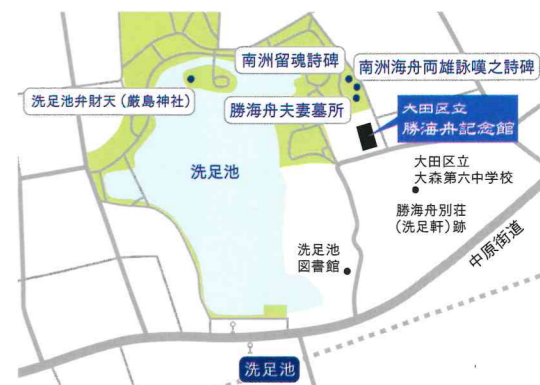 南洲留魂詩碑
南洲海舟両雄詠嘆之詩碑
洗足池弁財天（厳島神社）
勝海舟夫妻墓所
大田区立
勝海舟記念館
洗足池
大田区立
大森第六中学校
勝海舟別荘
（洗足軒）跡
中原街道
洗足池
図書館
洗足池